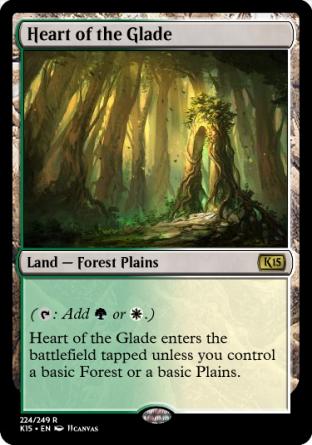 Heart of the Glade
Land — Forest Plains
K15
( : Add or .)
Heart of the Glade enters the
battlefield tapped unless you control
a basic Forest or a basic Plains.
224/249 R
K15 • EN HCANVAS